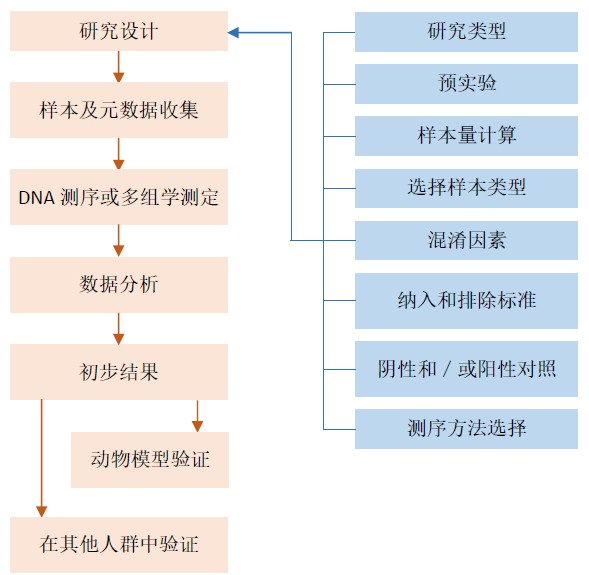 研究设计
样本及元数据收集
DNA 测序或多组学测定
数据分析
初步结果
动物模型验证
在其他人群中验证
研究类型
预实验
样本量计算
选择样本类型
混淆因素
纳入和排除标准
阴性和 / 或阳性对照
测序方法选择